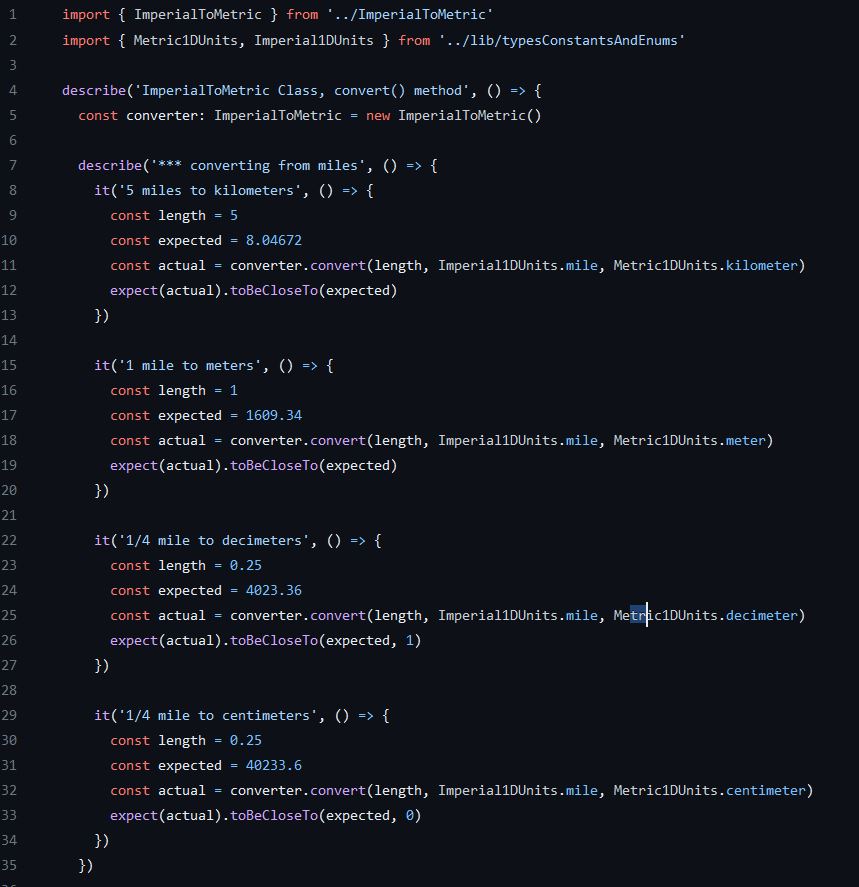 1 import { ImperialToMetric } from '../ImperialToMetric'
2 import { Metric1DUnits, Imperial1DUnits } from '../lib/typesConstantsAndEnums'
3
4 describe('ImperialToMetric Class, convert() method', () => {
5   const converter: ImperialToMetric = new ImperialToMetric()
6
7   describe('*** converting from miles', () => {
8     it('5 miles to kilometers', () => {
9       const length = 5
10       const expected = 8.04672
11       const actual = converter.convert(length, Imperial1DUnits.mile, Metric1DUnits.kilometer)
12       expect(actual).toBeCloseTo(expected)
13     })
14
15     it('1 mile to meters', () => {
16       const length = 1
17       const expected = 1609.34
18       const actual = converter.convert(length, Imperial1DUnits.mile, Metric1DUnits.meter)
19       expect(actual).toBeCloseTo(expected)
20     })
21
22     it('1/4 mile to decimeters', () => {
23       const length = 0.25
24       const expected = 4023.36
25       const actual = converter.convert(length, Imperial1DUnits.mile, Metric1DUnits.decimeter)
26       expect(actual).toBeCloseTo(expected, 1)
27     })
28
29     it('1/4 mile to centimeters', () => {
30       const length = 0.25
31       const expected = 40233.6
32       const actual = converter.convert(length, Imperial1DUnits.mile, Metric1DUnits.centimeter)
33       expect(actual).toBeCloseTo(expected, 0)
34     })
35   })